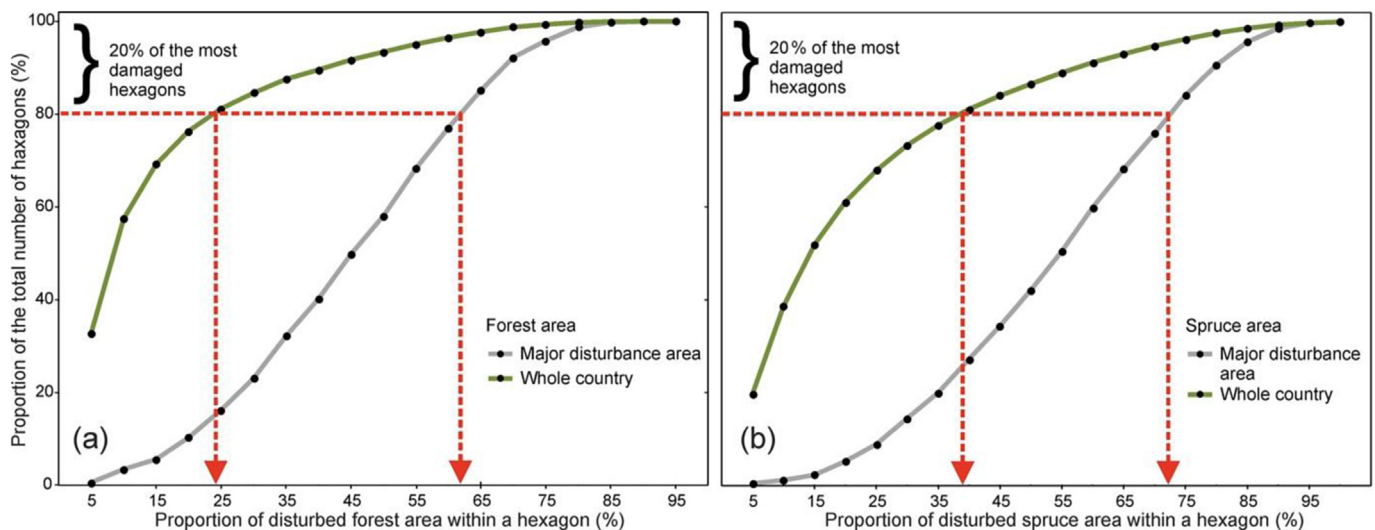 Proportion of the total number of haxagons (%)
100
80
60
40
20
0
20% of the most
damaged
hexagons
Forest area
Major disturbance area
Whole country
(a)
5 15 25 35 45 55 65 75 85 95
Proportion of disturbed forest area within a hexagon (%)
20% of the most
damaged
hexagons
Spruce area
Major disturbance
area
Whole country
(b)
5 15 25 35 45 55 65 75 85 95
Proportion of disturbed spruce area within a hexagon (%)